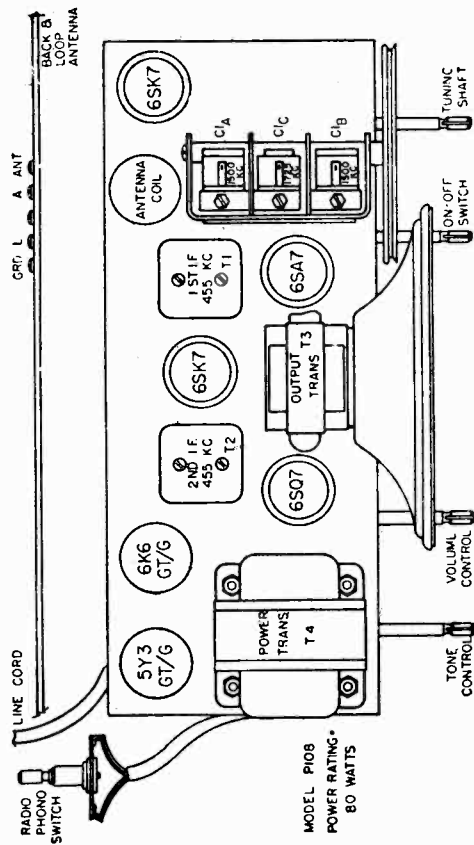 BACK &
LOOP
ANTENNA
GRD L A ANT
LINE CORD
RADIO
PHONO
SWITCH
6SK7
ANTENNA
COIL
1ST I.F.
455 KC
T1
6SK7
2ND I.F.
455 KC
T2
6K6
GT/G
5Y3
GT/G
C1A
C1C
C1B
1500
KC
1725
KC
1500
KC
6SA7
OUTPUT
TRANS T3
6SQ7
POWER
TRANS
T4
TUNING
SHAFT
ON-OFF
SWITCH
VOLUME
CONTROL
TONE
CONTROL
MODEL P108
POWER RATING=
80 WATTS